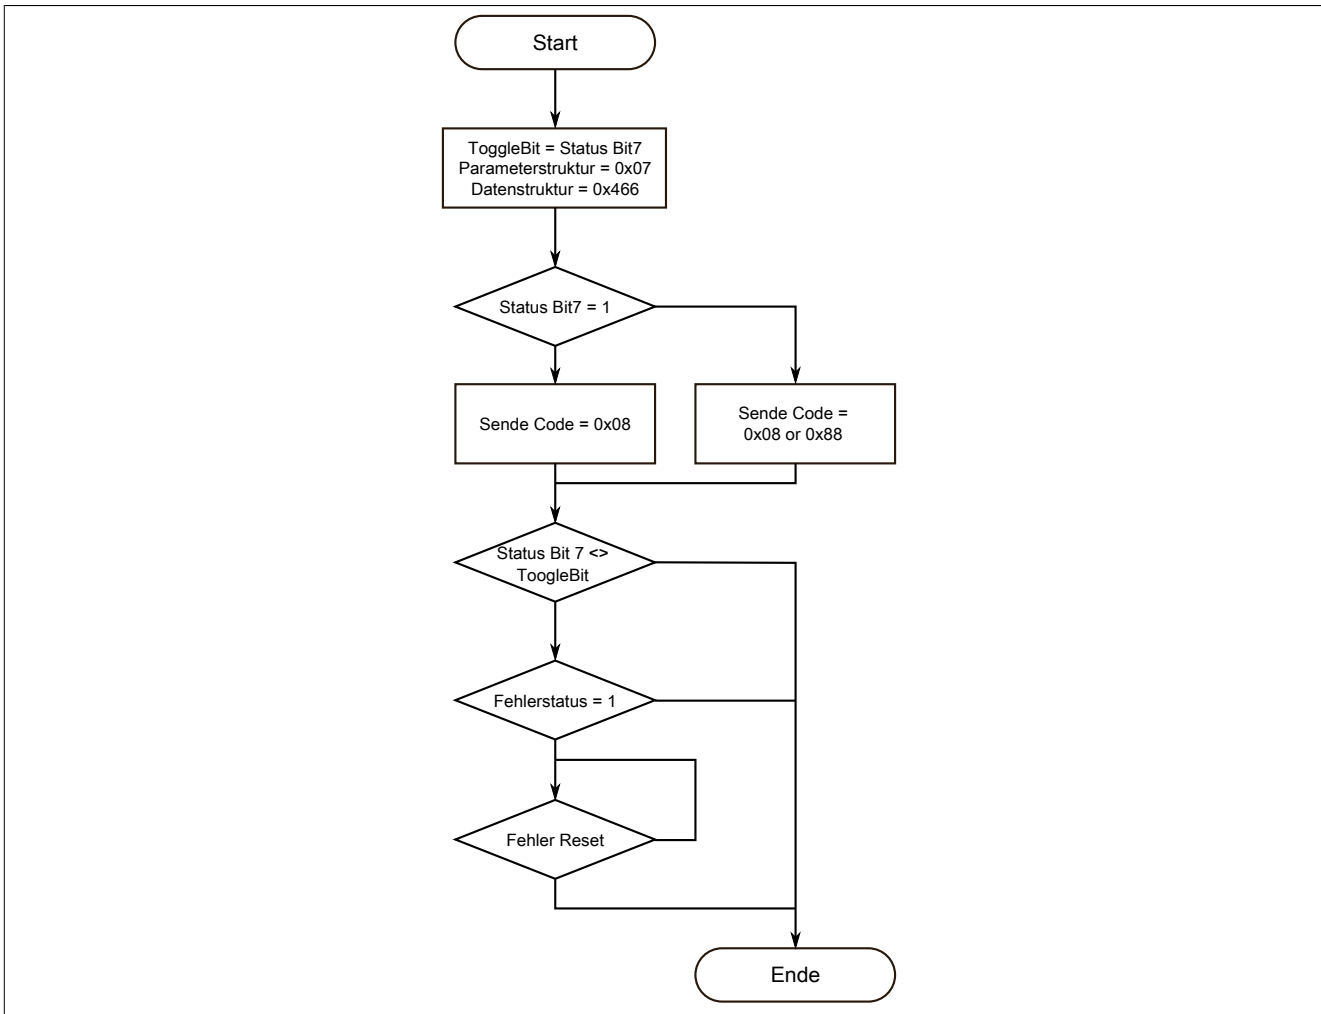 Start
ToggleBit = Status Bit7
Parameterstruktur = 0x07
Datenstruktur = 0x466
Status Bit7 = 1
Sende Code = 0x08
Sende Code =
0x08 or 0x88
Status Bit 7 <>
ToogleBit
Fehlerstatus = 1
Fehler Reset
Ende